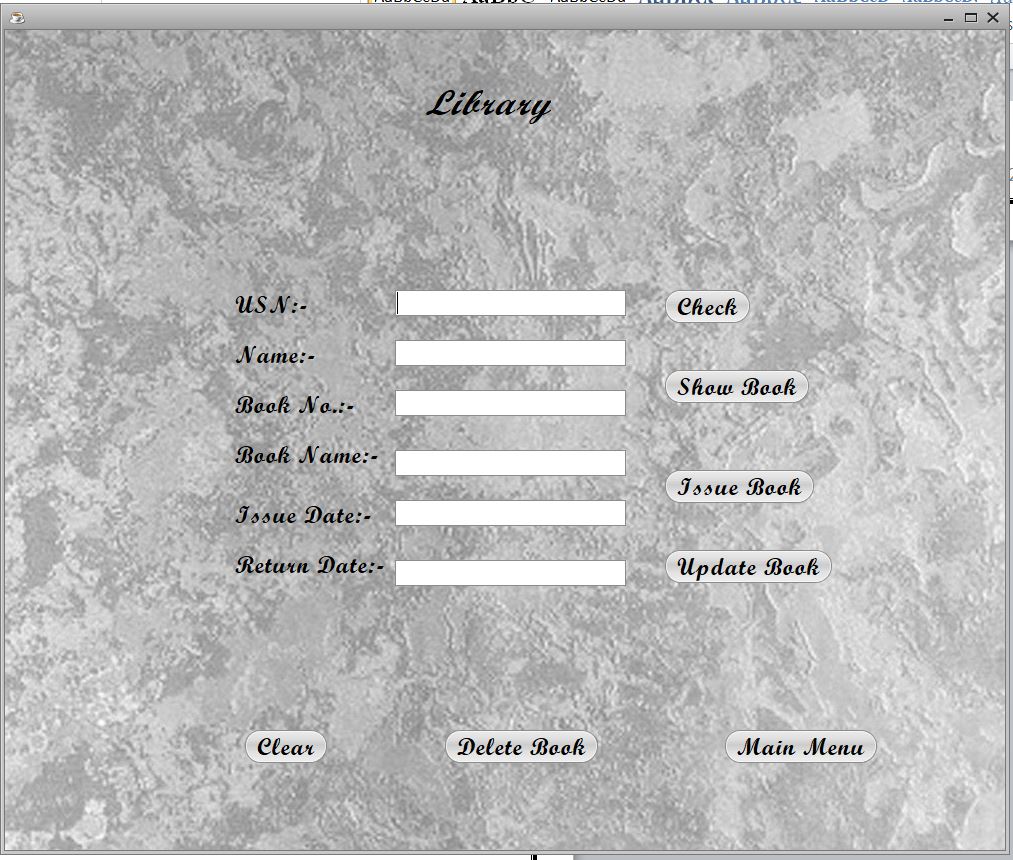 Library
USN:-
Check
Name:-
Show Book
Book No.:-
Book Name:-
Issue Book
Issue Date:-
Return Date:-
Update Book
Clear
Delete Book
Main Menu